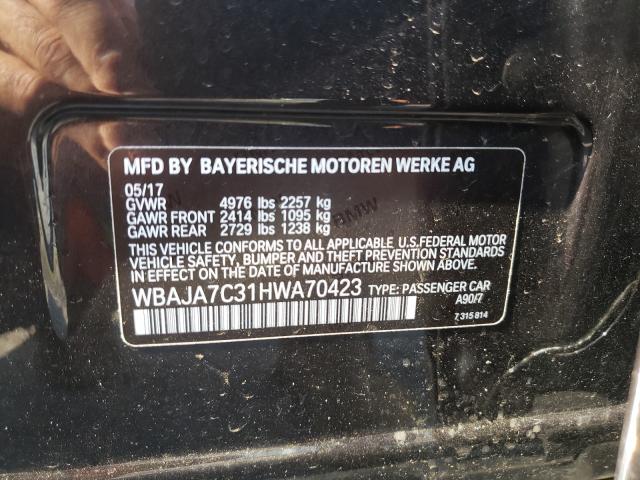 MFD BY BAYERISCHE MOTOREN WERKE AG
05/17
GVWR 4976 lbs 2257 kg
GAWR FRONT 2414 lbs 1095 kg
GAWR REAR 2729 lbs 1238 kg
THIS VEHICLE CONFORMS TO ALL APPLICABLE U.S.FEDERAL MOTOR
VEHICLE SAFETY, BUMPER AND THEFT PREVENTION STANDARDS
IN EFFECT ON THE DATE OF MANUFACTURE SHOWN ABOVE.
WBAJA7C31HWA70423 TYPE: PASSENGER CAR
A90/7
7 315 814
BMW